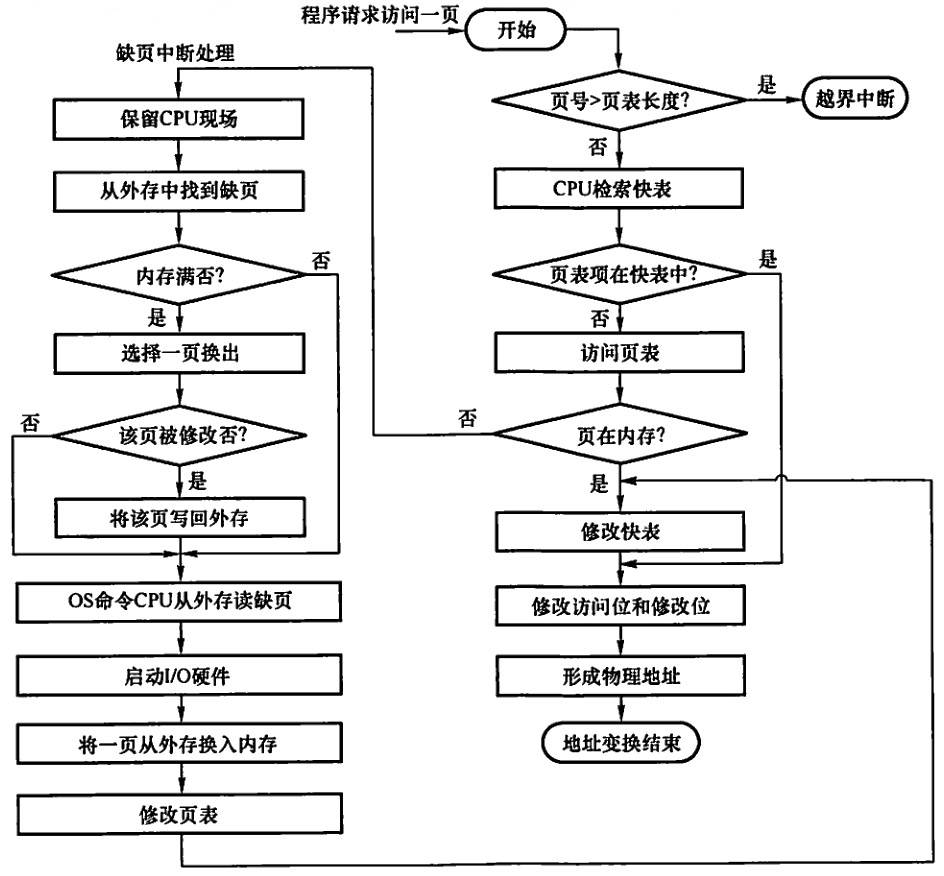 程序请求访问一页
开始
页号>页表长度?
是
越界中断
否
CPU检索快表
页表项在快表中?
是
否
访问页表
页在内存?
否
是
修改快表
修改访问位和修改位
形成物理地址
地址变换结束
缺页中断处理
保留CPU现场
从外存中找到缺页
内存满否?
否
是
选择一页换出
该页被修改否?
否
是
将该页写回外存
OS命令CPU从外存读缺页
启动I/O硬件
将一页从外存换入内存
修改页表